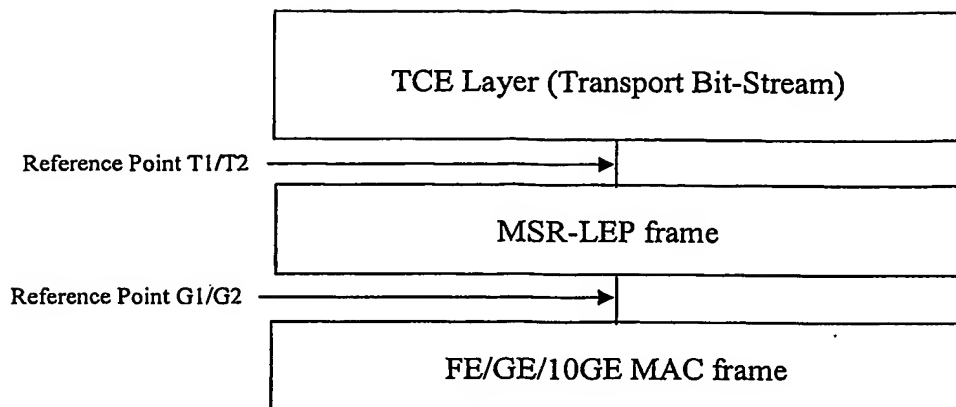 TCE Layer (Transport Bit-Stream)
Reference Point T1/T2
MSR-LEP frame
Reference Point G1/G2
FE/GE/10GE MAC frame